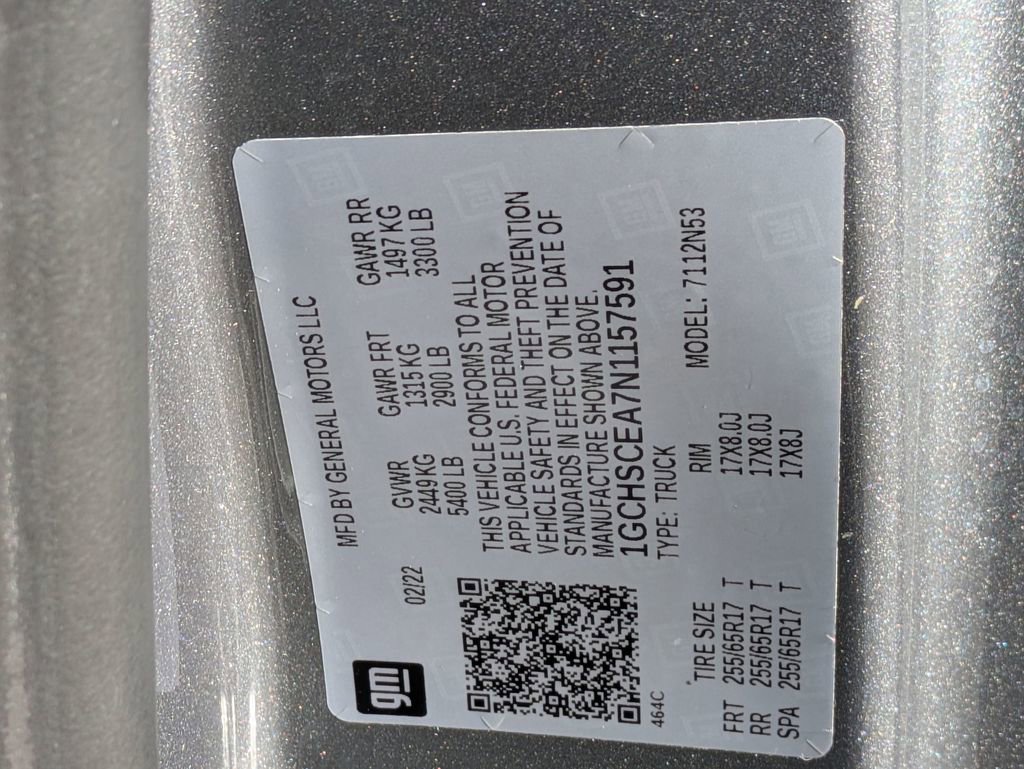 gm
MFD BY GENERAL MOTORS LLC
02/22
GVWR GAWR FRT GAWR RR
2449 KG 1315 KG 1497 KG
5400 LB 2900 LB 3300 LB
THIS VEHICLE CONFORMS TO ALL
APPLICABLE U.S. FEDERAL MOTOR
VEHICLE SAFETY AND THEFT PREVENTION
STANDARDS IN EFFECT ON THE DATE OF
MANUFACTURE SHOWN ABOVE.
1GCHSCEA7N1157591
464C
TYPE: TRUCK
TIRE SIZE RIM MODEL: 7112N53
FRT 255/65R17 T 17X8.0J
RR 255/65R17 T 17X8.0J
SPA 255/65R17 T 17X8J